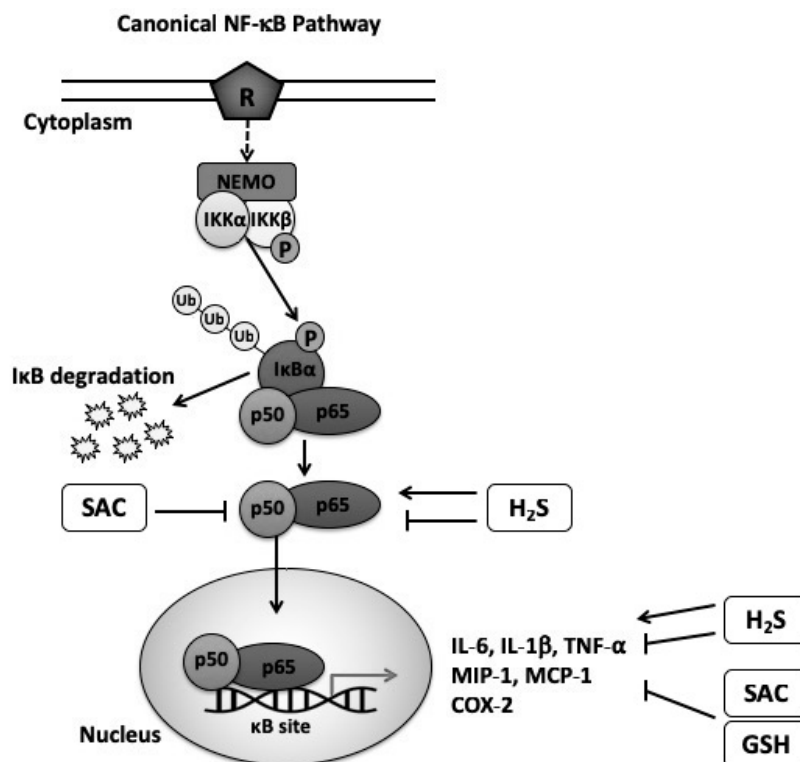 Canonical NF-κB Pathway
R
Cytoplasm
NEMO
IKKα IKKβ
P
Ub
Ub
Ub
P
IκBα
IκB degradation
p50 p65
SAC
p50 p65
H₂S
p50 p65
κB site
Nucleus
IL-6, IL-1β, TNF-α
MIP-1, MCP-1
COX-2
H₂S
SAC
GSH